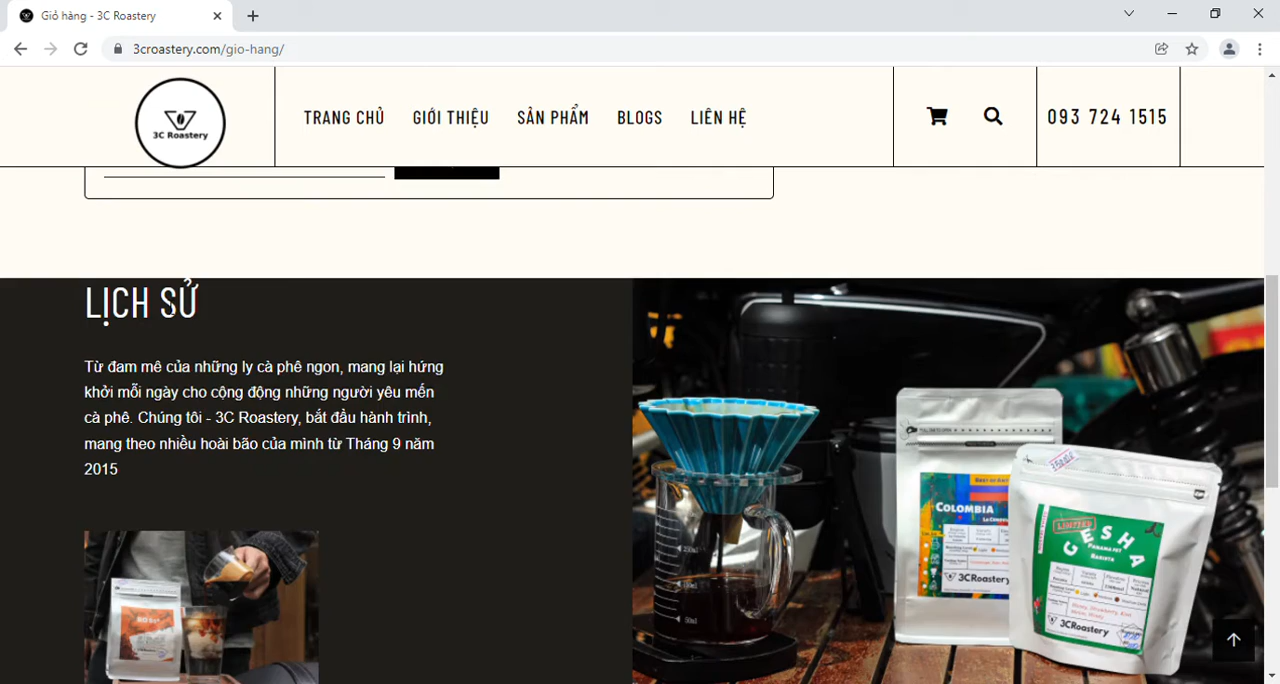 Giỏ hàng - 3C Roastery
3croastery.com/gio-hang/
3C Roastery
TRANG CHỦ
GIỚI THIỆU
SẢN PHẨM
BLOGS
LIÊN HỆ
093 724 1515
LỊCH SỬ
Từ đam mê của những ly cà phê ngon, mang lại hứng
khởi mỗi ngày cho cộng động những người yêu mến
cà phê. Chúng tôi - 3C Roastery, bắt đầu hành trình,
mang theo nhiều hoài bão của mình từ Tháng 9 năm
2015
COLOMBIA
3CRoastery
LIMITED
GESHA
3CRoastery